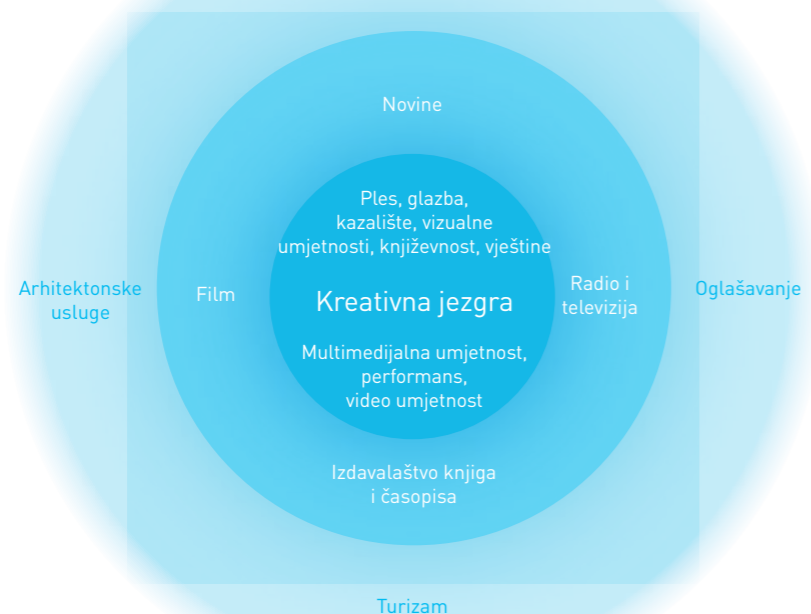 Novine
Ples, glazba,
kazalište, vizualne
umjetnosti, književnost, vještine
Arhitektonske
usluge
Film
Kreativna jezgra
Radio i
televizija
Oglašavanje
Multimedijalna umjetnost,
performans,
video umjetnost
Izdavalaštvo knjiga
i časopisa
Turizam